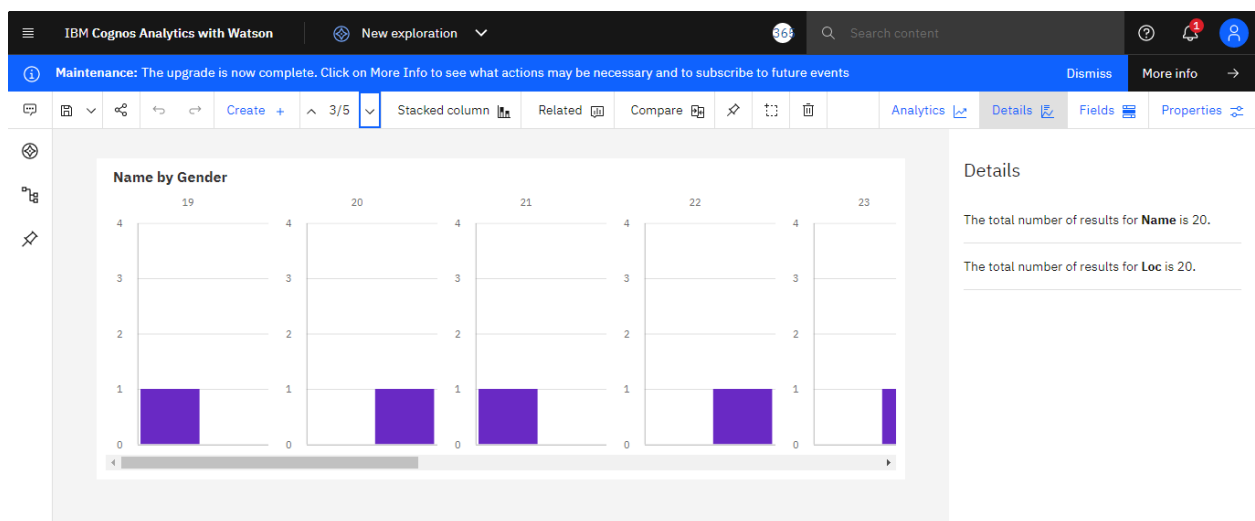 IBM Cognos Analytics with Watson
New exploration
365
Search content
1
Maintenance: The upgrade is now complete. Click on More Info to see what actions may be necessary and to subscribe to future events
Dismiss
More info
Create +
3/5
Stacked column
Related
Compare
Analytics
Details
Fields
Properties
Name by Gender
19 20 21 22 23
4 4 4 4 4
3 3 3 3 3
2 2 2 2 2
1 1 1 1 1
0 0 0 0 0
Details
The total number of results for Name is 20.
The total number of results for Loc is 20.